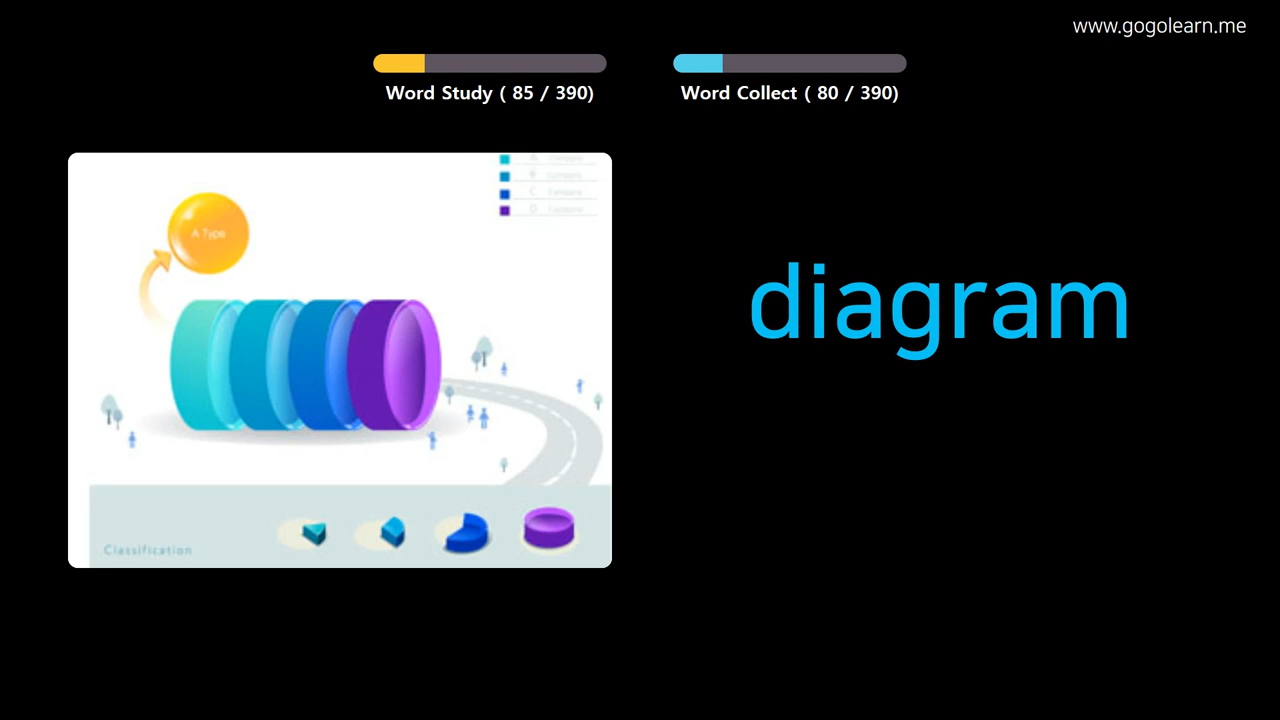 www.gogolearn.me
Word Study ( 85 / 390)
Word Collect ( 80 / 390)
A
B
C
D
A Type
diagram
Classification